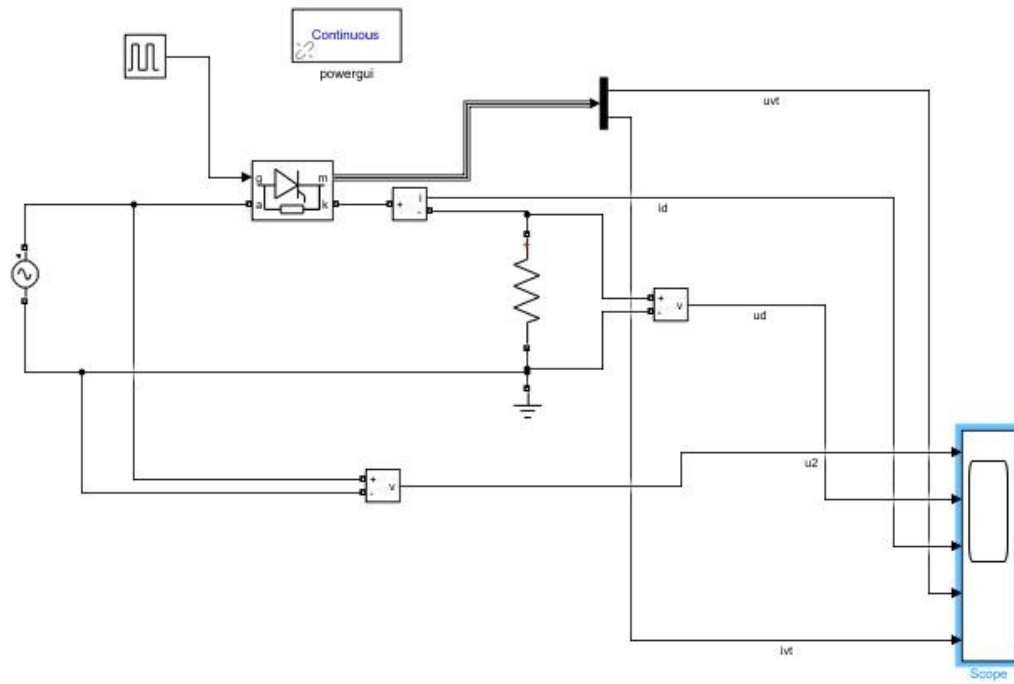 Continuous
powergui
uvt
g
m
a
k
+
i
-
id
+
-
v
ud
u2
+
-
v
ivt
Scope